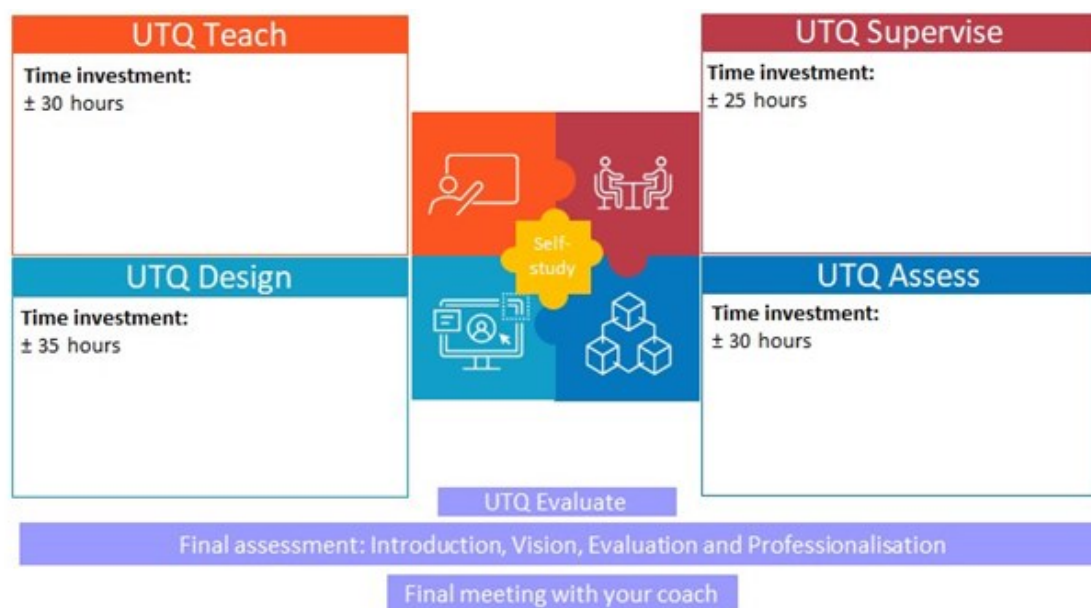 UTQ Teach
Time investment:
± 30 hours
UTQ Supervise
Time investment:
± 25 hours
Self-
study
UTQ Design
Time investment:
± 35 hours
UTQ Assess
Time investment:
± 30 hours
UTQ Evaluate
Final assessment: Introduction, Vision, Evaluation and Professionalisation
Final meeting with your coach